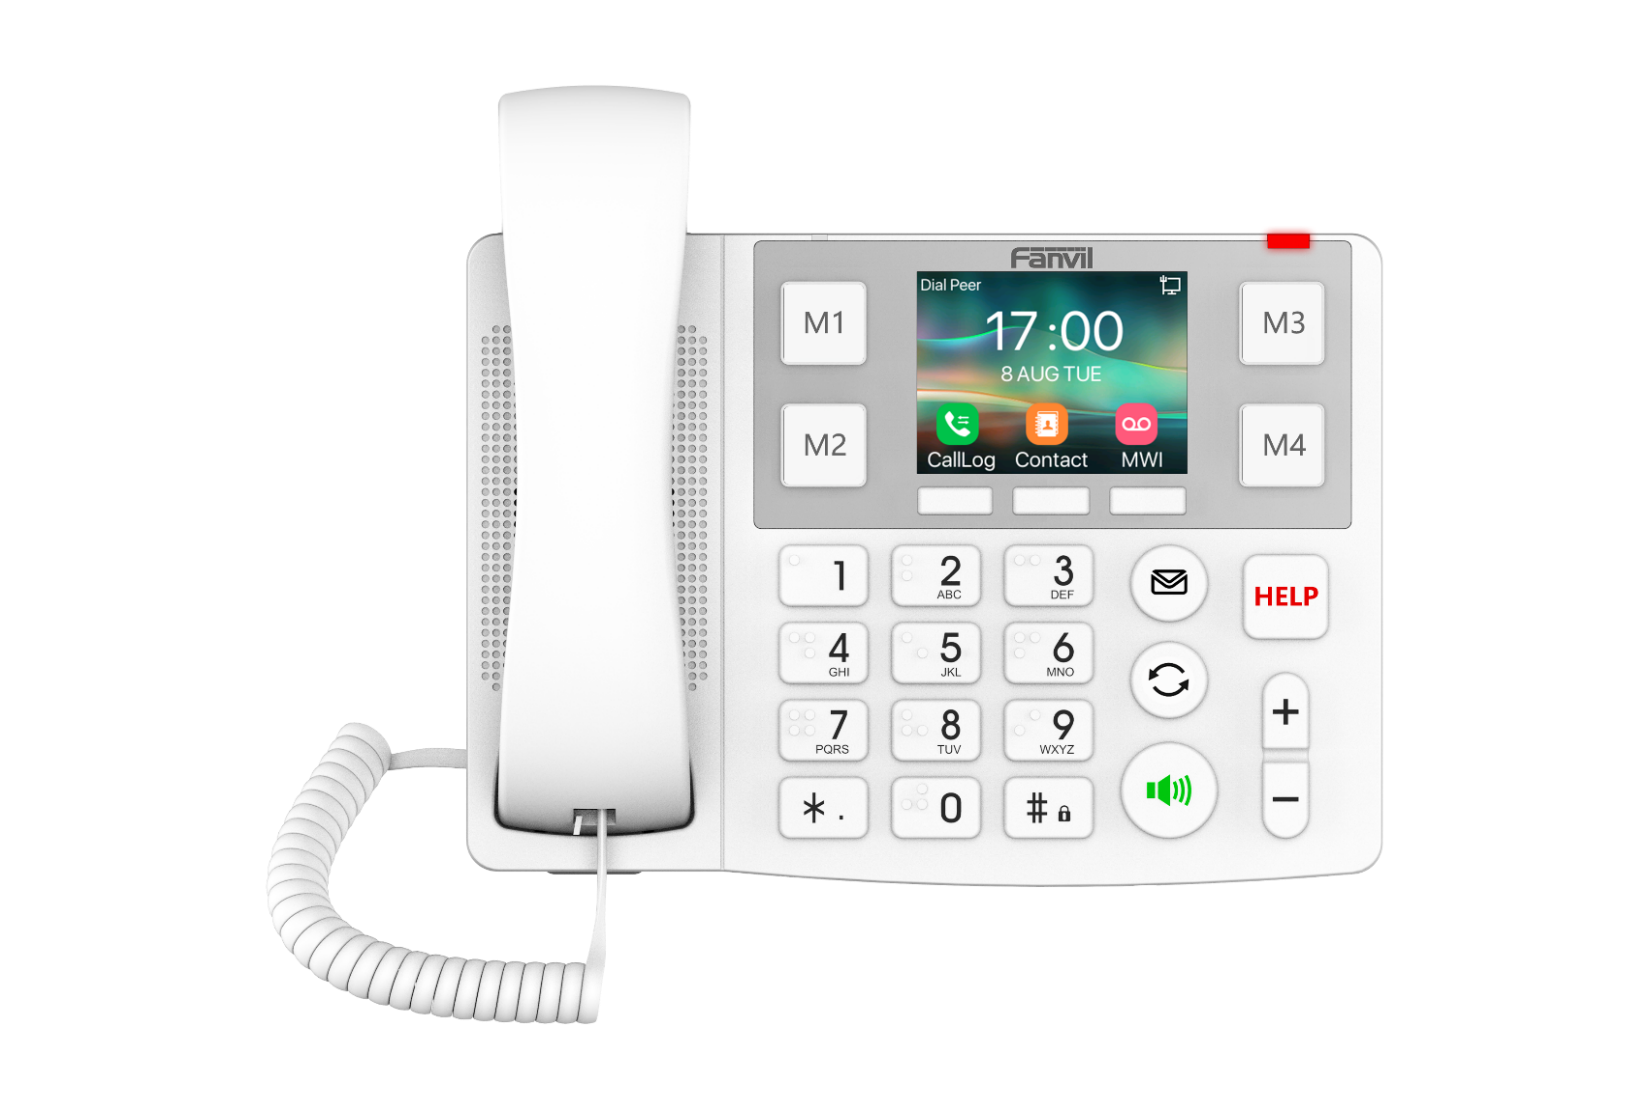 Fanvil
Dial Peer
17:00
8 AUG TUE
CallLog Contact MWI
M1
M2
M3
M4
1
2 ABC
3 DEF
4 GHI
5 JKL
6 MNO
7 PQRS
8 TUV
9 WXYZ
* .
0
#
HELP
+
−